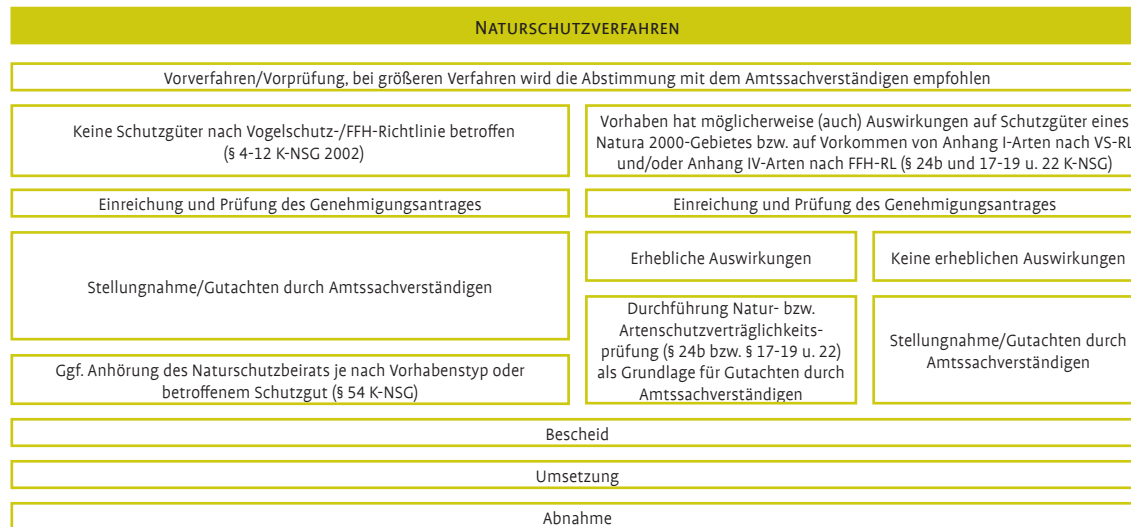 NATURSCHUTZVERFAHREN
Vorverfahren/Vorprüfung, bei größeren Verfahren wird die Abstimmung mit dem Amtssachverständigen empfohlen
Keine Schutzgüter nach Vogelschutz-/FFH-Richtlinie betroffen
(§ 4-12 K-NSG 2002)
Vorhaben hat möglicherweise (auch) Auswirkungen auf Schutzgüter eines
Natura 2000-Gebietes bzw. auf Vorkommen von Anhang I-Arten nach VS-RL
und/oder Anhang IV-Arten nach FFH-RL (§ 24b und 17-19 u. 22 K-NSG)
Einreichung und Prüfung des Genehmigungsantrages
Einreichung und Prüfung des Genehmigungsantrages
Stellungnahme/Gutachten durch Amtssachverständigen
Erhebliche Auswirkungen
Keine erheblichen Auswirkungen
Durchführung Natur- bzw.
Artenschutzverträglichkeits-
prüfung (§ 24b bzw. § 17-19 u. 22)
als Grundlage für Gutachten durch
Amtssachverständigen
Stellungnahme/Gutachten durch
Amtssachverständigen
Ggf. Anhörung des Naturschutzbeirats je nach Vorhabenstyp oder
betroffenem Schutzgut (§ 54 K-NSG)
Bescheid
Umsetzung
Abnahme